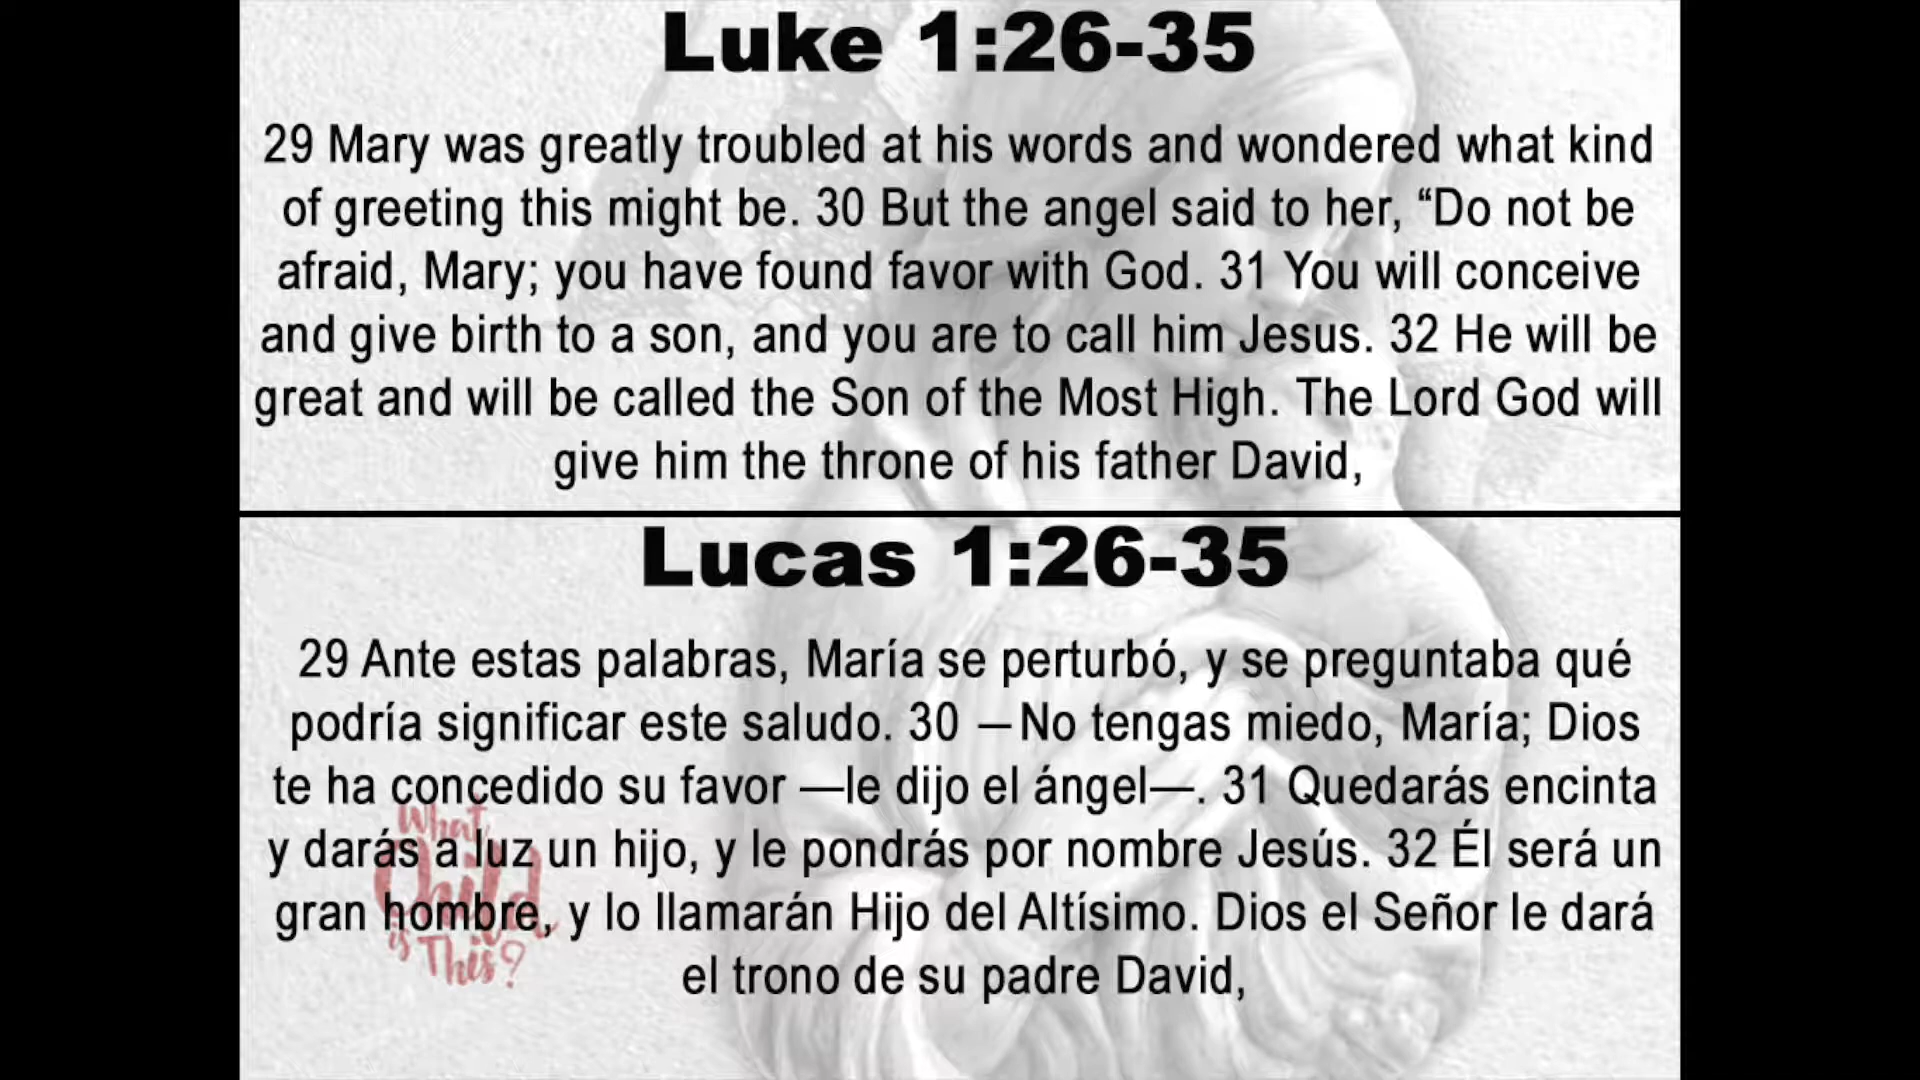 Luke 1:26-35
29 Mary was greatly troubled at his words and wondered what kind
of greeting this might be. 30 But the angel said to her, “Do not be
afraid, Mary; you have found favor with God. 31 You will conceive
and give birth to a son, and you are to call him Jesus. 32 He will be
great and will be called the Son of the Most High. The Lord God will
give him the throne of his father David,
Lucas 1:26-35
29 Ante estas palabras, María se perturbó, y se preguntaba qué
podría significar este saludo. 30 —No tengas miedo, María; Dios
te ha concedido su favor —le dijo el ángel—. 31 Quedarás encinta
y darás a luz un hijo, y le pondrás por nombre Jesús. 32 Él será un
gran hombre, y lo llamarán Hijo del Altísimo. Dios el Señor le dará
el trono de su padre David,
What
Child
is This?